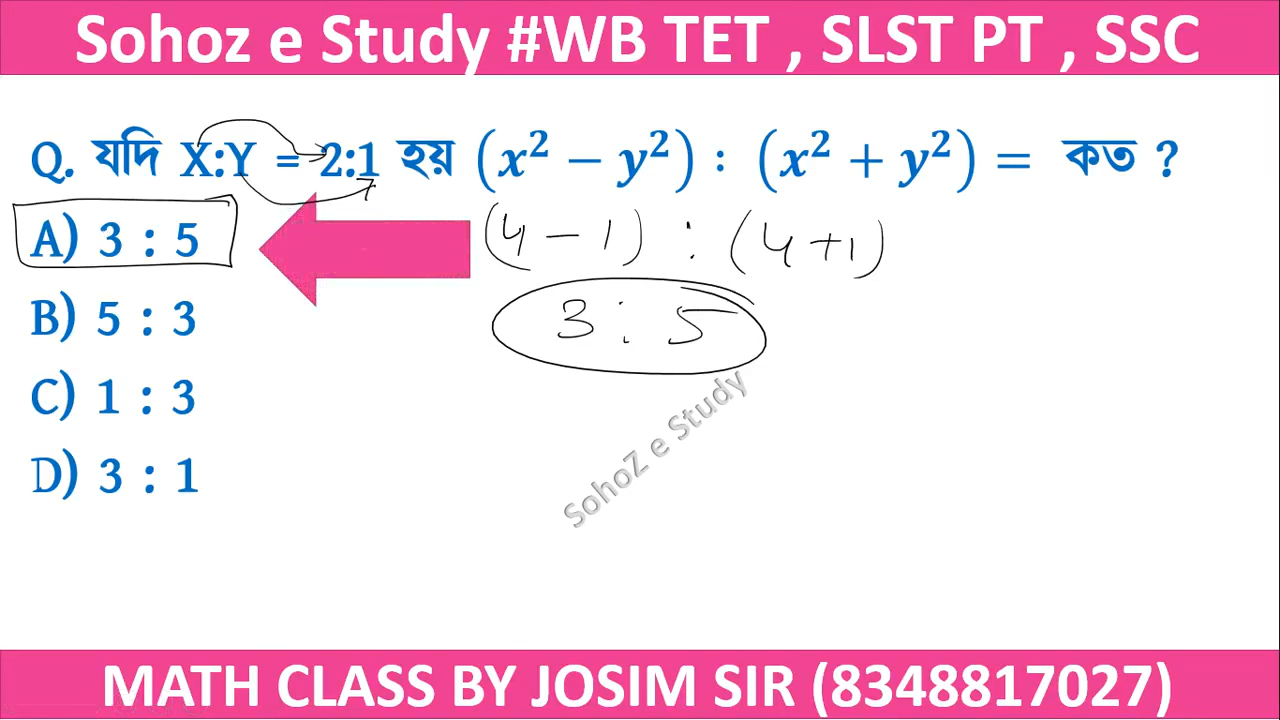 Sohoz e Study #WB TET , SLST PT , SSC
Q. যদি X:Y = 2:1 হয় (x² − y²) : (x² + y²) = কত ?
A) 3 : 5
(4 − 1) : (4 + 1)
B) 5 : 3
3 : 5
C) 1 : 3
D) 3 : 1
SohoZ e Study
MATH CLASS BY JOSIM SIR (8348817027)